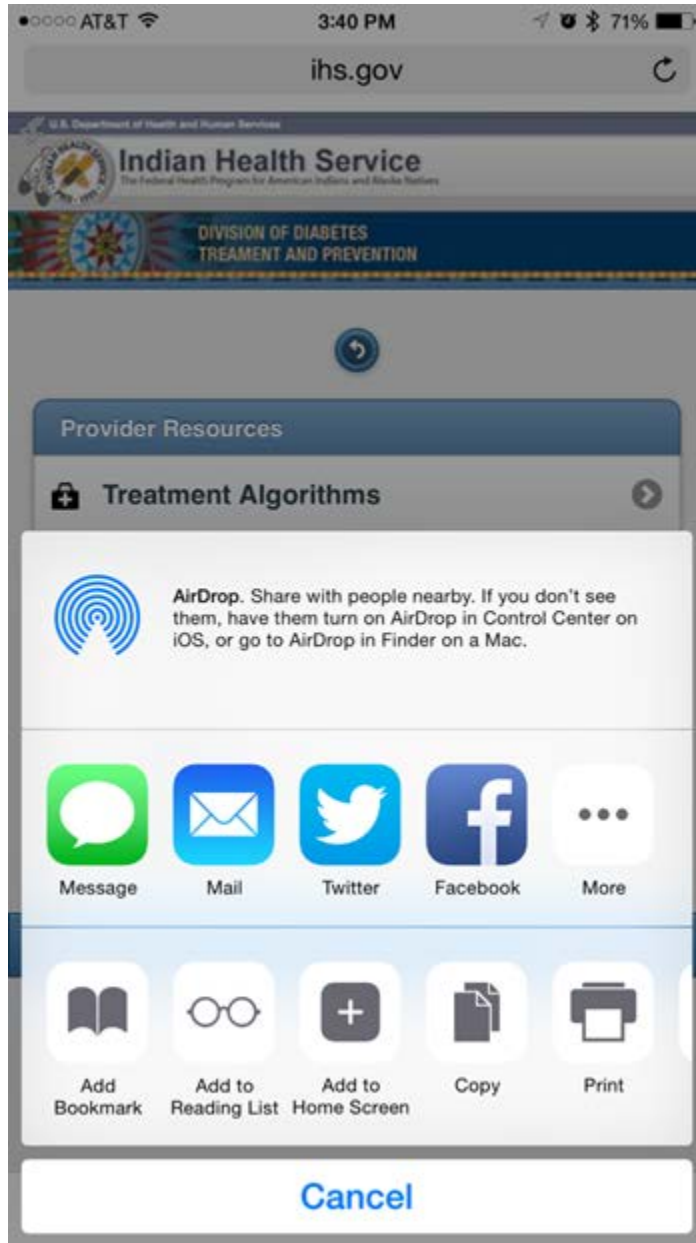 AT&T 3:40 PM 71%
ihs.gov
U.S. Department of Health and Human Services
Indian Health Service
The Federal Health Program for American Indians and Alaska Natives
DIVISION OF DIABETES
TREAMENT AND PREVENTION
Provider Resources
Treatment Algorithms
AirDrop. Share with people nearby. If you don't see
them, have them turn on AirDrop in Control Center on
iOS, or go to AirDrop in Finder on a Mac.
Message Mail Twitter Facebook More
Add Add to Add to Copy Print
Bookmark Reading List Home Screen
Cancel